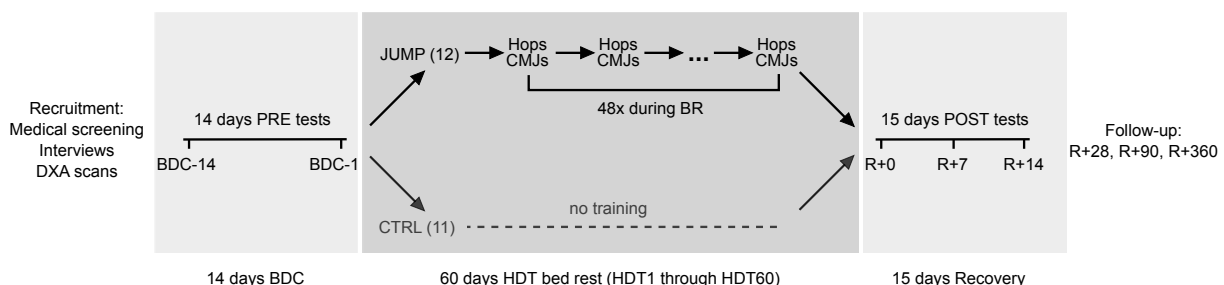 Recruitment:
Medical screening
Interviews
DXA scans
14 days PRE tests
BDC-14 BDC-1
JUMP (12)
Hops
CMJs
Hops
CMJs
...
Hops
CMJs
48x during BR
CTRL (11)
no training
15 days POST tests
R+0 R+7 R+14
Follow-up:
R+28, R+90, R+360
14 days BDC
60 days HDT bed rest (HDT1 through HDT60)
15 days Recovery